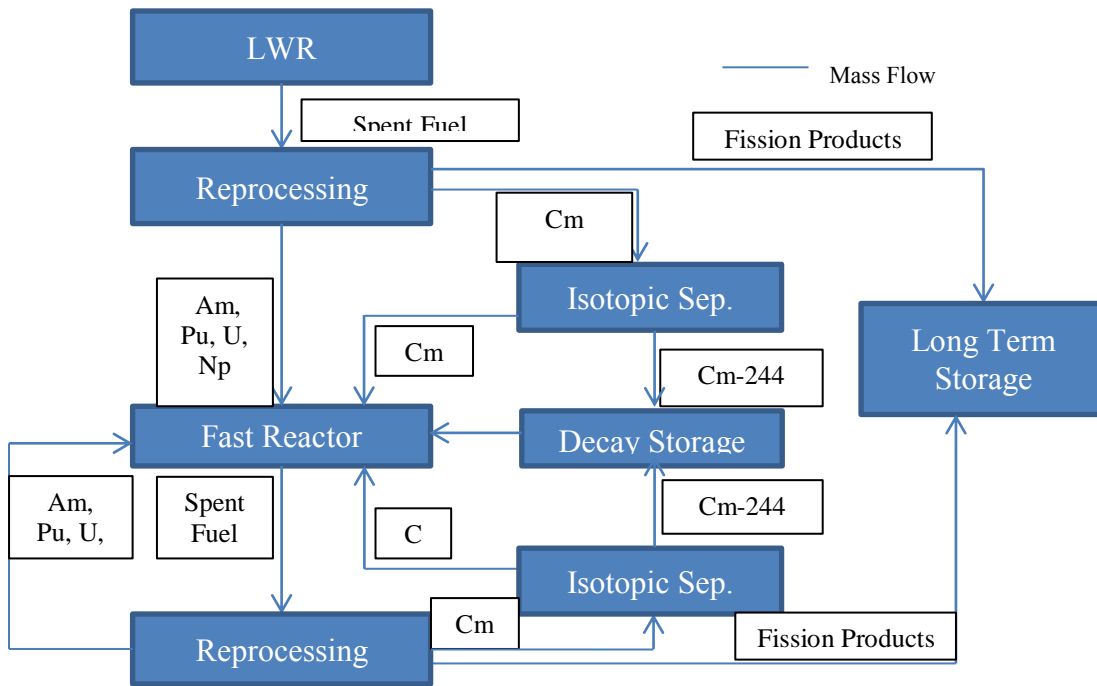 LWR
Mass Flow
Spent Fuel
Fission Products
Reprocessing
Cm
Isotopic Sep.
Am,
Pu, U,
Np
Cm
Long Term
Storage
Cm-244
Fast Reactor
Decay Storage
Am,
Pu, U,
Spent
Fuel
Cm-244
C
Isotopic Sep.
Cm
Fission Products
Reprocessing